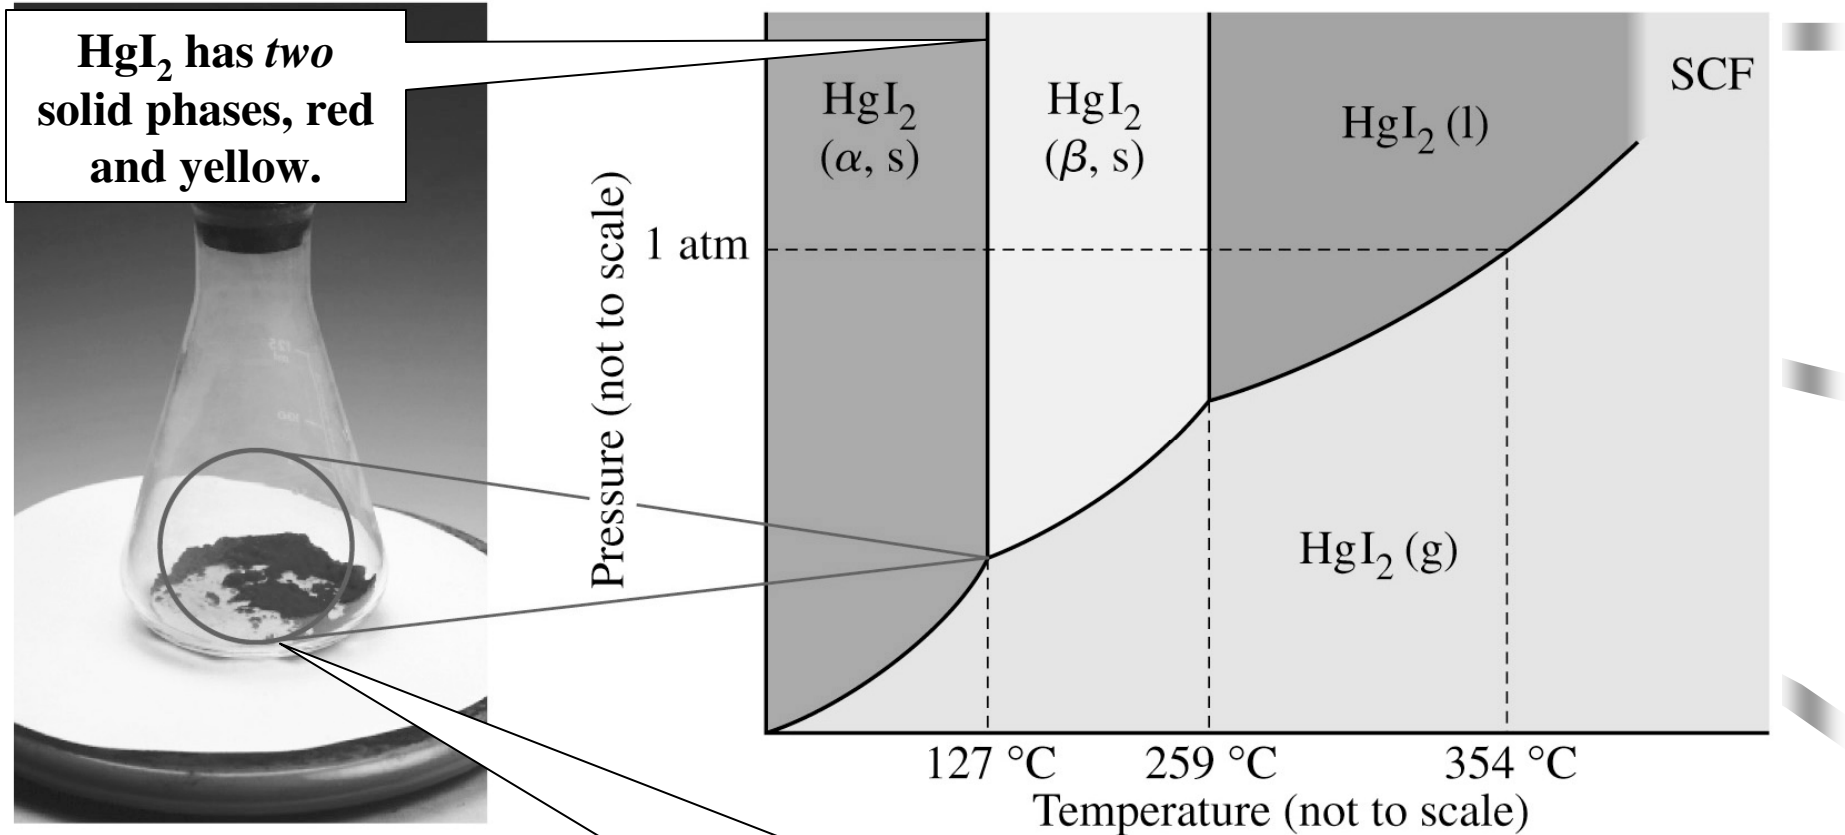 HgI₂ has two
solid phases, red
and yellow.
Pressure (not to scale)
1 atm
HgI₂
(α, s)
HgI₂
(β, s)
HgI₂ (l)
SCF
HgI₂ (g)
127 °C
259 °C
354 °C
Temperature (not to scale)